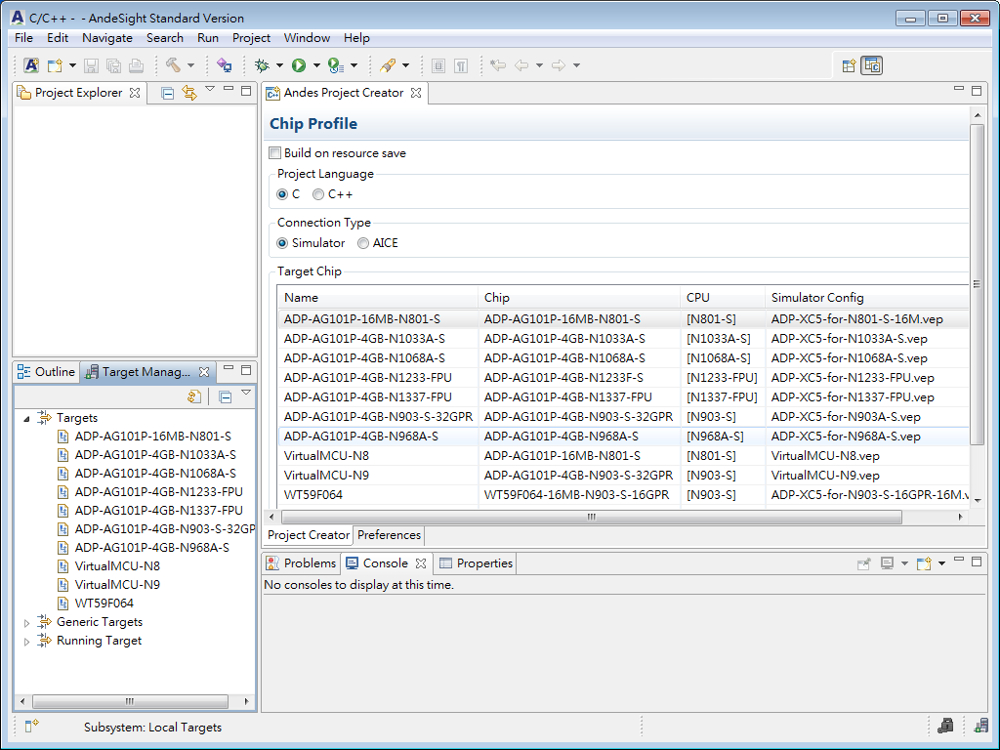 C/C++ -  - AndeSight Standard Version
File Edit Navigate Search Run Project Window Help
Project Explorer
Andes Project Creator
Chip Profile
Build on resource save
Project Language
C C++
Connection Type
Simulator AICE
Target Chip
Name Chip CPU Simulator Config
ADP-AG101P-16MB-N801-S ADP-AG101P-16MB-N801-S [N801-S] ADP-XC5-for-N801-S-16M.vep
ADP-AG101P-4GB-N1033A-S ADP-AG101P-4GB-N1033A-S [N1033A-S] ADP-XC5-for-N1033A-S.vep
ADP-AG101P-4GB-N1068A-S ADP-AG101P-4GB-N1068A-S [N1068A-S] ADP-XC5-for-N1068A-S.vep
ADP-AG101P-4GB-N1233-FPU ADP-AG101P-4GB-N1233F-S [N1233-FPU] ADP-XC5-for-N1233-FPU.vep
ADP-AG101P-4GB-N1337-FPU ADP-AG101P-4GB-N1337-FPU [N1337-FPU] ADP-XC5-for-N1337-FPU.vep
ADP-AG101P-4GB-N903-S-32GPR ADP-AG101P-4GB-N903-S-32GPR [N903-S] ADP-XC5-for-N903A-S.vep
ADP-AG101P-4GB-N968A-S ADP-AG101P-4GB-N968A-S [N968A-S] ADP-XC5-for-N968A-S.vep
VirtualMCU-N8 ADP-AG101P-16MB-N801-S [N801-S] VirtualMCU-N8.vep
VirtualMCU-N9 ADP-AG101P-4GB-N903-S-32GPR [N903-S] VirtualMCU-N9.vep
WT59F064 WT59F064-16MB-N903-S-16GPR [N903-S] ADP-XC5-for-N903-S-16GPR-16M.v
Project Creator Preferences
Outline Target Manag...
Targets
ADP-AG101P-16MB-N801-S
ADP-AG101P-4GB-N1033A-S
ADP-AG101P-4GB-N1068A-S
ADP-AG101P-4GB-N1233-FPU
ADP-AG101P-4GB-N1337-FPU
ADP-AG101P-4GB-N903-S-32GP
ADP-AG101P-4GB-N968A-S
VirtualMCU-N8
VirtualMCU-N9
WT59F064
Generic Targets
Running Target
Problems Console Properties
No consoles to display at this time.
Subsystem: Local Targets